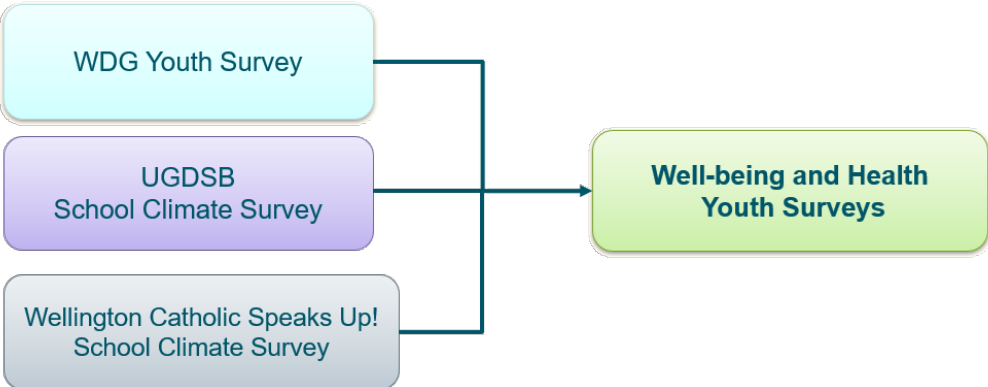 WDG Youth Survey
UGDSB
School Climate Survey
Wellington Catholic Speaks Up!
School Climate Survey
Well-being and Health
Youth Surveys